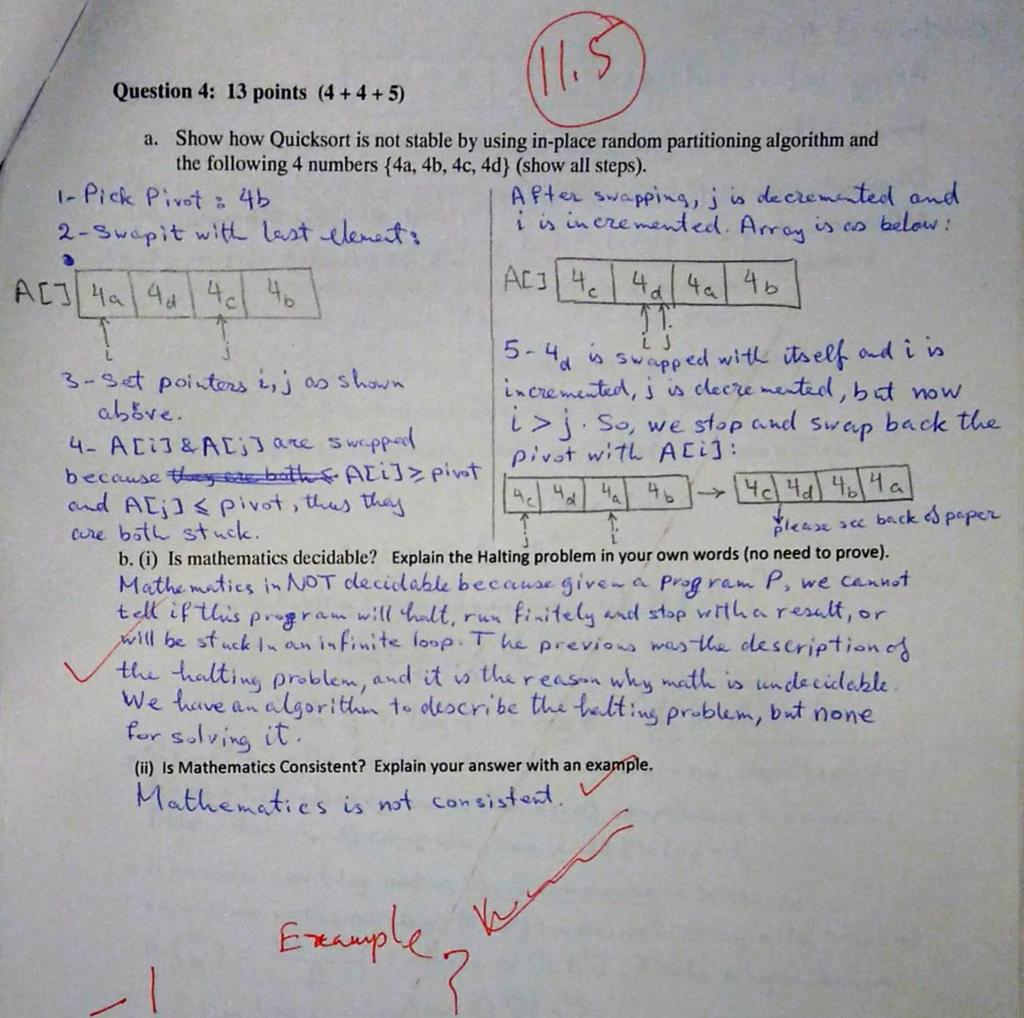 11.5
Question 4: 13 points (4 + 4 + 5)
a. Show how Quicksort is not stable by using in-place random partitioning algorithm and
the following 4 numbers {4a, 4b, 4c, 4d} (show all steps).
1- Pick Pivot : 4b
2- Swap it with last element:
A[] 4a 4d 4c 4b
i j
3- Set pointers i, j as shown
above.
4- A[i] & A[j] are swapped
because they are both ≤ A[i] ≥ pivot
and A[j] ≤ pivot, thus they
are both stuck.
After swapping, j is decremented and
i is incremented. Array is as below:
A[] 4c 4d 4a 4b
i j
5- 4d is swapped with itself and i is
incremented, j is decremented, but now
i > j. So, we stop and swap back the
pivot with A[i]:
4c 4d 4a 4b → 4c 4d 4b 4a
j i
please see back of paper
b. (i) Is mathematics decidable? Explain the Halting problem in your own words (no need to prove).
Mathematics in NOT decidable because given a program P, we cannot
tell if this program will halt, run finitely and stop with a result, or
will be stuck in an infinite loop. The previous was the description of
the halting problem, and it is the reason why math is undecidable.
We have an algorithm to describe the halting problem, but none
for solving it.
(ii) Is Mathematics Consistent? Explain your answer with an example.
Mathematics is not consistent.
Example ?
-1